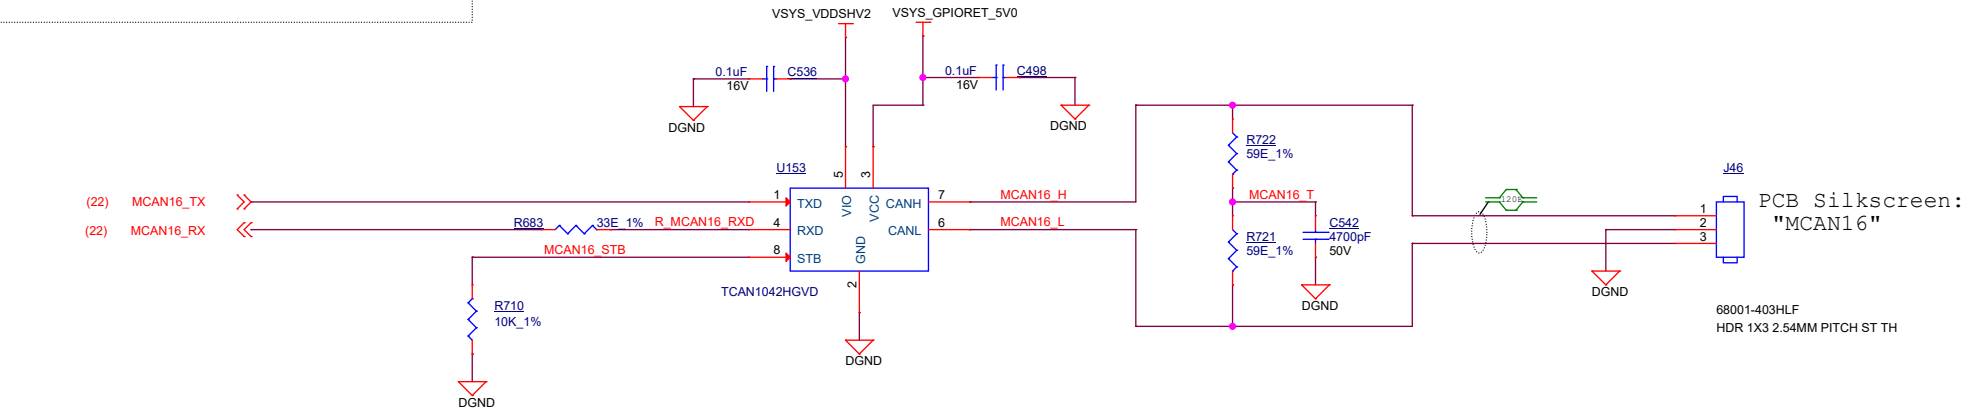 VSYS_VDDSHV2
VSYS_GPIORET_5V0
0.1uF
C536
16V
DGND
0.1uF
C498
16V
DGND
U153
5
3
(22)
MCAN16_TX
1
TXD
VIO
VCC
CANH
7
MCAN16_H
(22)
MCAN16_RX
R683
33E_1%
R_MCAN16_RXD
4
RXD
CANL
6
MCAN16_L
MCAN16_STB
8
STB
GND
2
TCAN1042HGVD
DGND
R710
10K_1%
DGND
R722
59E_1%
MCAN16_T
R721
59E_1%
C542
4700pF
50V
DGND
120E
J46
1
2
3
PCB Silkscreen:
"MCAN16"
DGND
68001-403HLF
HDR 1X3 2.54MM PITCH ST TH